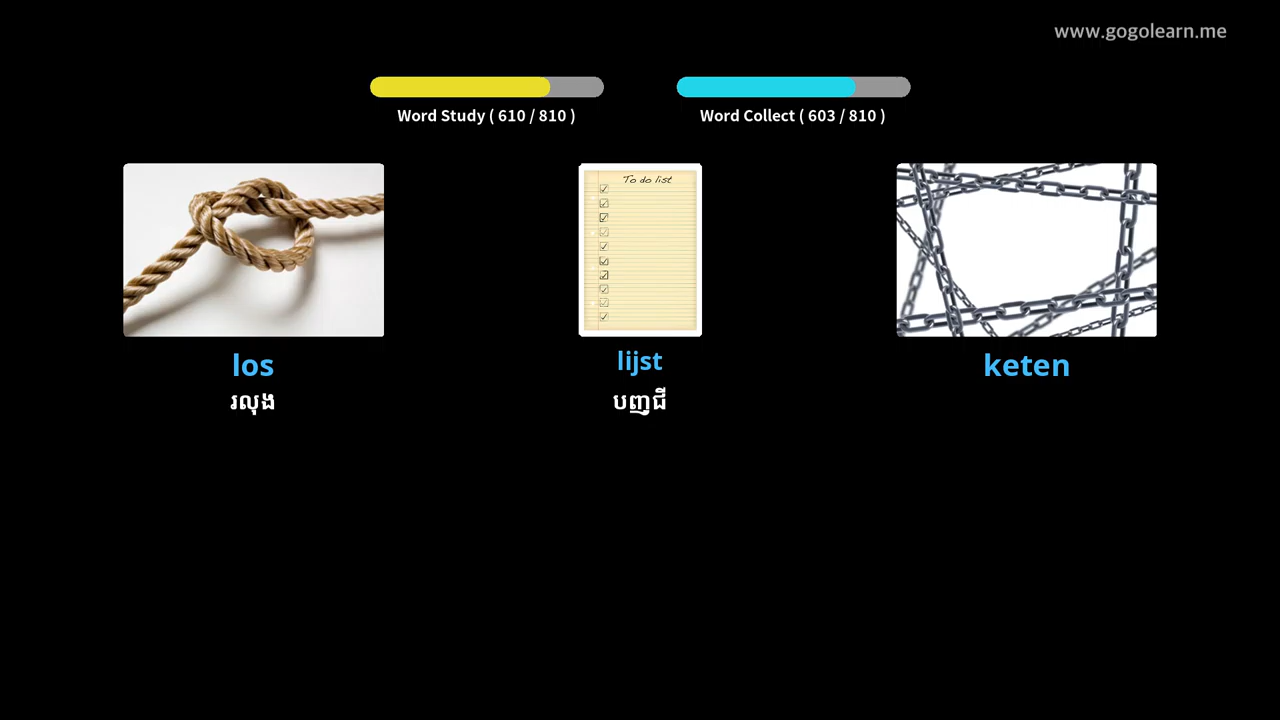 www.gogolearn.me
Word Study ( 610 / 810 )
Word Collect ( 603 / 810 )
To do list
los
lijst
keten
រលុង
បញ្ជី